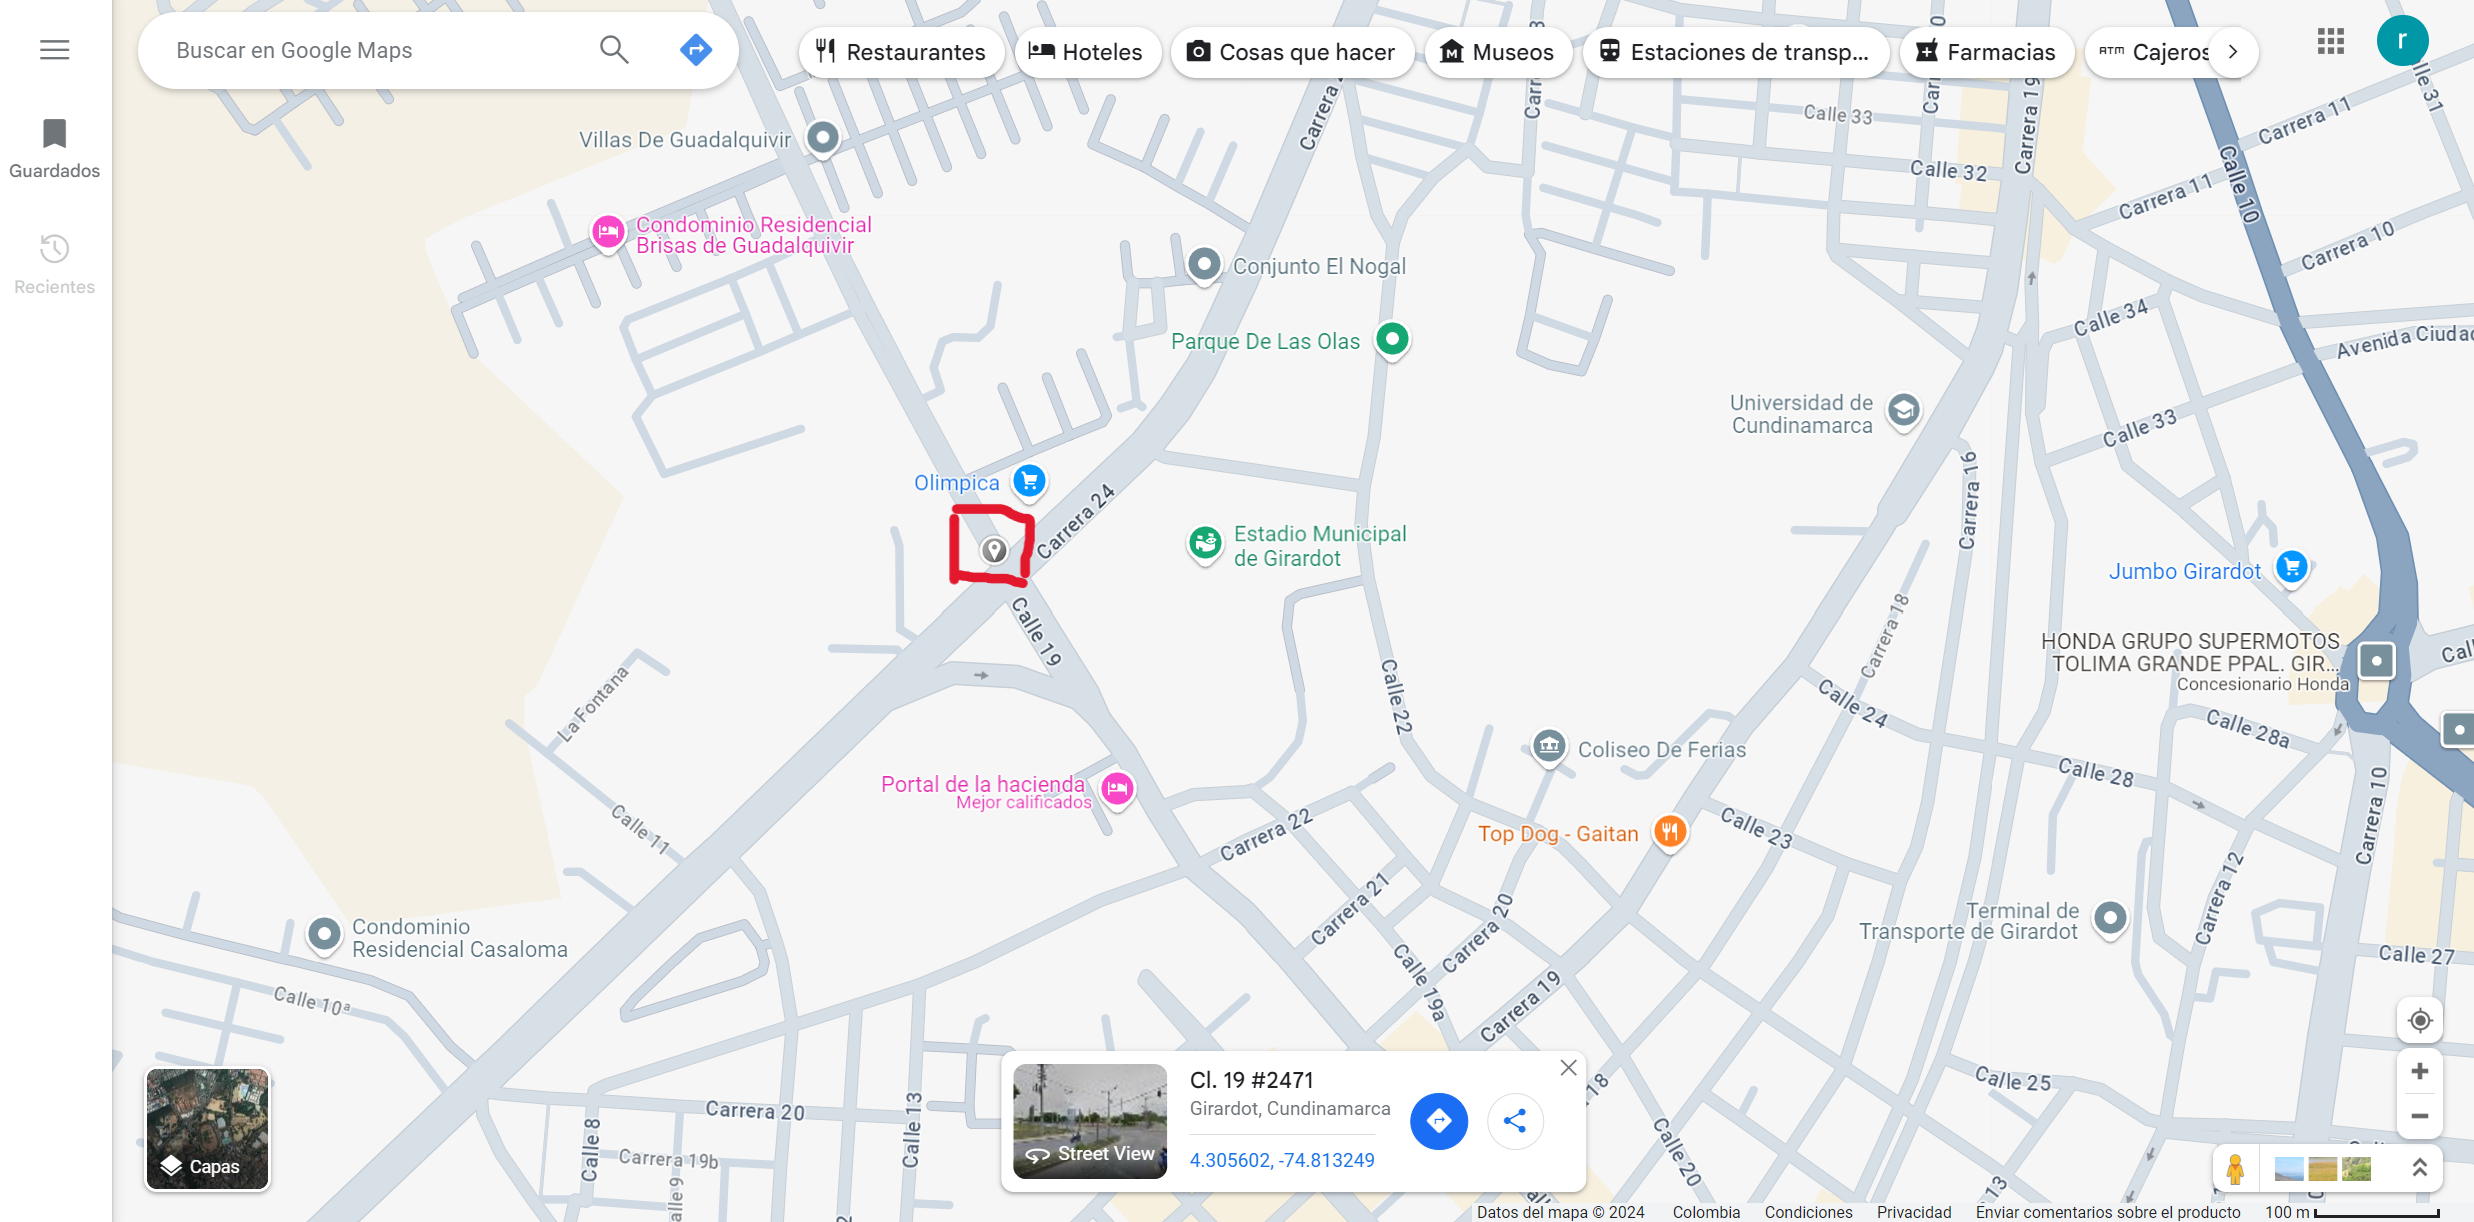 Buscar en Google Maps
Restaurantes
Hoteles
Cosas que hacer
Museos
Estaciones de transp...
Farmacias
ATM Cajeros
r
Guardados
Recientes
Villas De Guadalquivir
Condominio Residencial
Brisas de Guadalquivir
Conjunto El Nogal
Parque De Las Olas
Olimpica
Carrera 24
Estadio Municipal
de Girardot
Calle 19
Calle 22
Universidad de
Cundinamarca
Calle 33
Calle 32
Carrera 19
Carrera 11
Carrera 11
Calle 10
Carrera 10
Calle 31
Calle 34
Calle 33
Carrera 16
Carrera 18
Jumbo Girardot
HONDA GRUPO SUPERMOTOS
TOLIMA GRANDE PPAL. GIR...
Concesionario Honda
Calle 24
Calle 28a
Calle 28
Coliseo De Ferias
Top Dog - Gaitan
Calle 23
Carrera 10
Carrera 12
Terminal de
Transporte de Girardot
Calle 27
Calle 25
La Fontana
Portal de la hacienda
Mejor calificados
Calle 11
Carrera 22
Carrera 21
Carrera 20
Calle 19a
Carrera 19
Condominio
Residencial Casaloma
Calle 10a
Carrera 20
Calle 8
Carrera 19b
Calle 9
Calle 13
Calle 20
Capas
Street View
Cl. 19 #2471
Girardot, Cundinamarca
4.305602, -74.813249
Datos del mapa © 2024
Colombia
Condiciones
Privacidad
Enviar comentarios sobre el producto
100 m